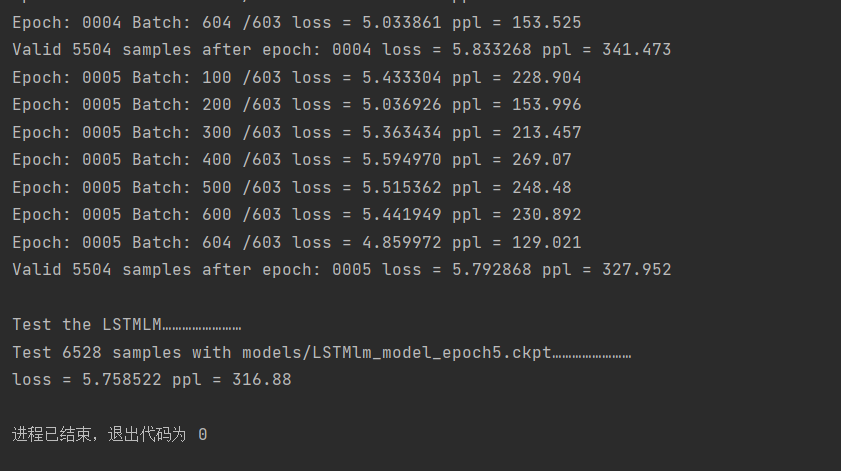 Epoch: 0004 Batch: 604 /603 loss = 5.033861 ppl = 153.525
Valid 5504 samples after epoch: 0004 loss = 5.833268 ppl = 341.473
Epoch: 0005 Batch: 100 /603 loss = 5.433304 ppl = 228.904
Epoch: 0005 Batch: 200 /603 loss = 5.036926 ppl = 153.996
Epoch: 0005 Batch: 300 /603 loss = 5.363434 ppl = 213.457
Epoch: 0005 Batch: 400 /603 loss = 5.594970 ppl = 269.07
Epoch: 0005 Batch: 500 /603 loss = 5.515362 ppl = 248.48
Epoch: 0005 Batch: 600 /603 loss = 5.441949 ppl = 230.892
Epoch: 0005 Batch: 604 /603 loss = 4.859972 ppl = 129.021
Valid 5504 samples after epoch: 0005 loss = 5.792868 ppl = 327.952
Test the LSTMLM……………………
Test 6528 samples with models/LSTMlm_model_epoch5.ckpt……………………
loss = 5.758522 ppl = 316.88
进程已结束，退出代码为 0